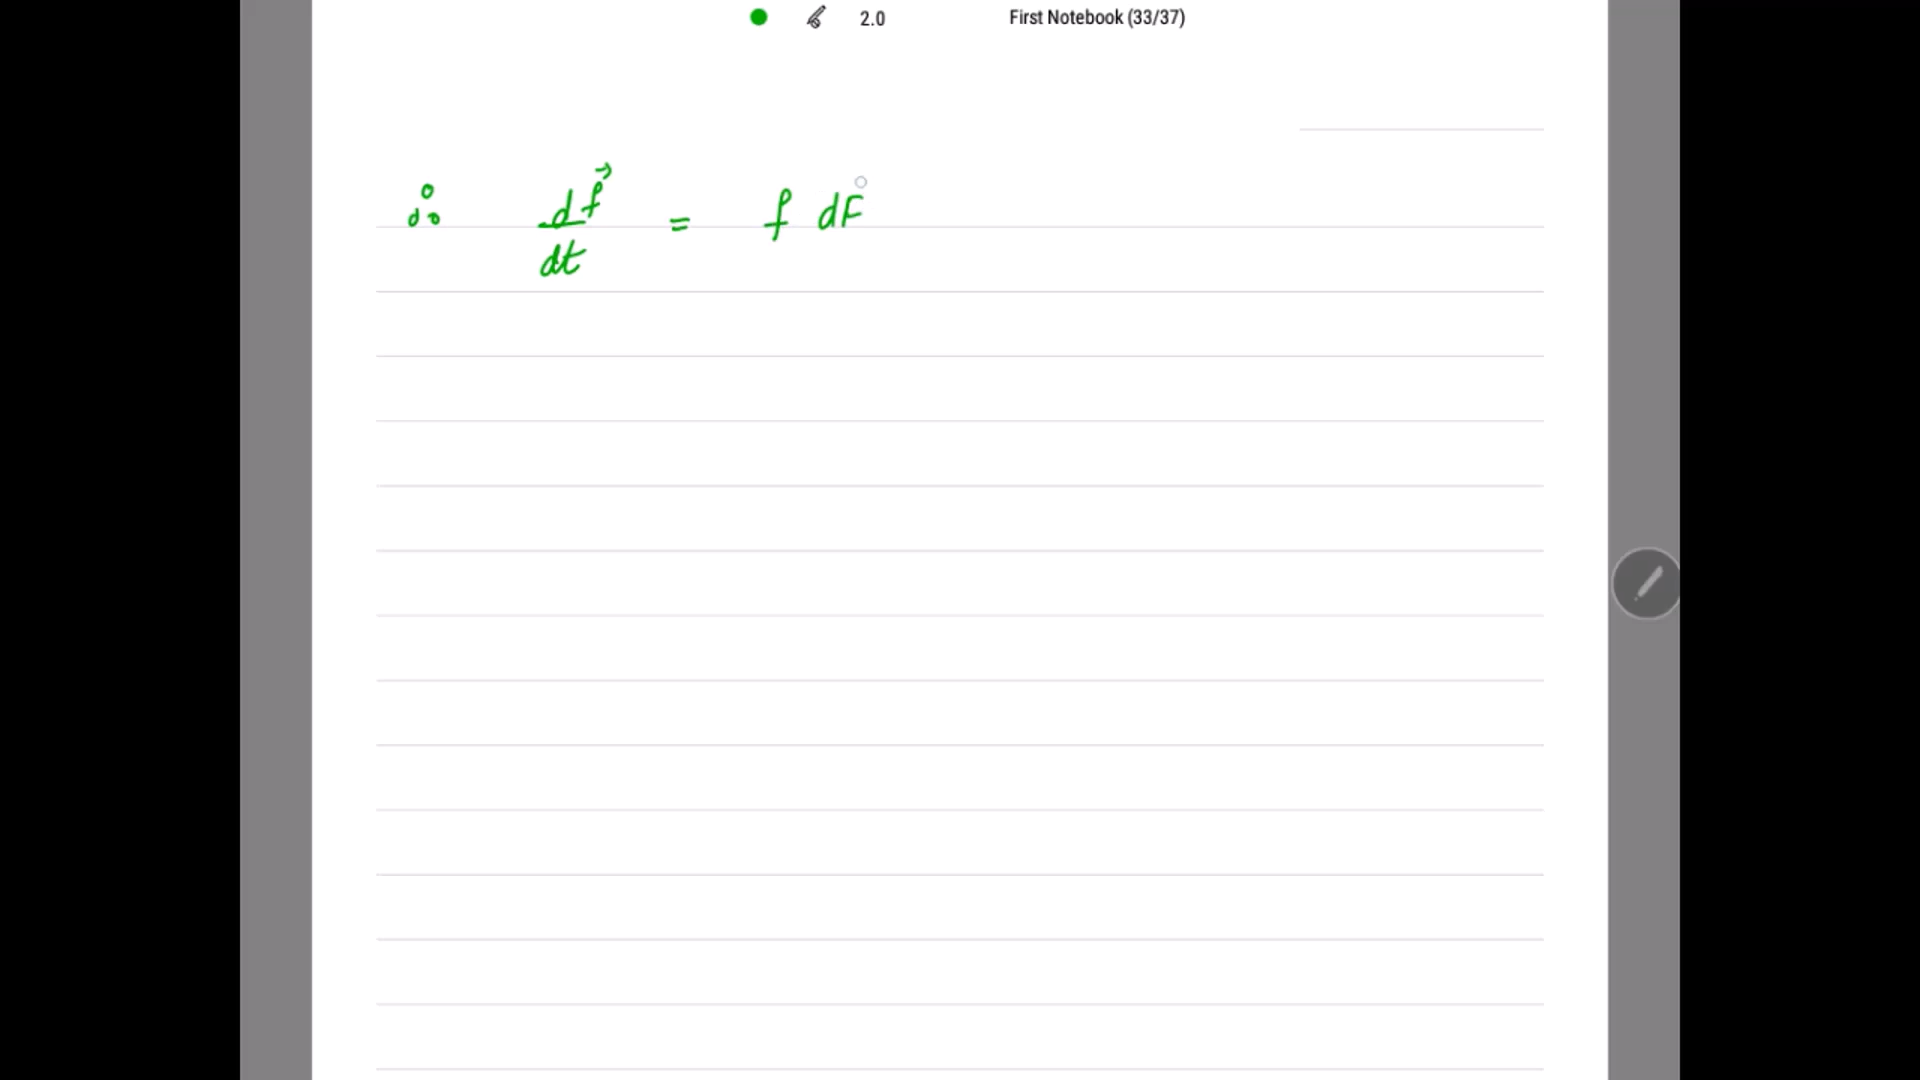 2.0 First Notebook (33/37)
∴ d𝑓⃗/dt = f dF